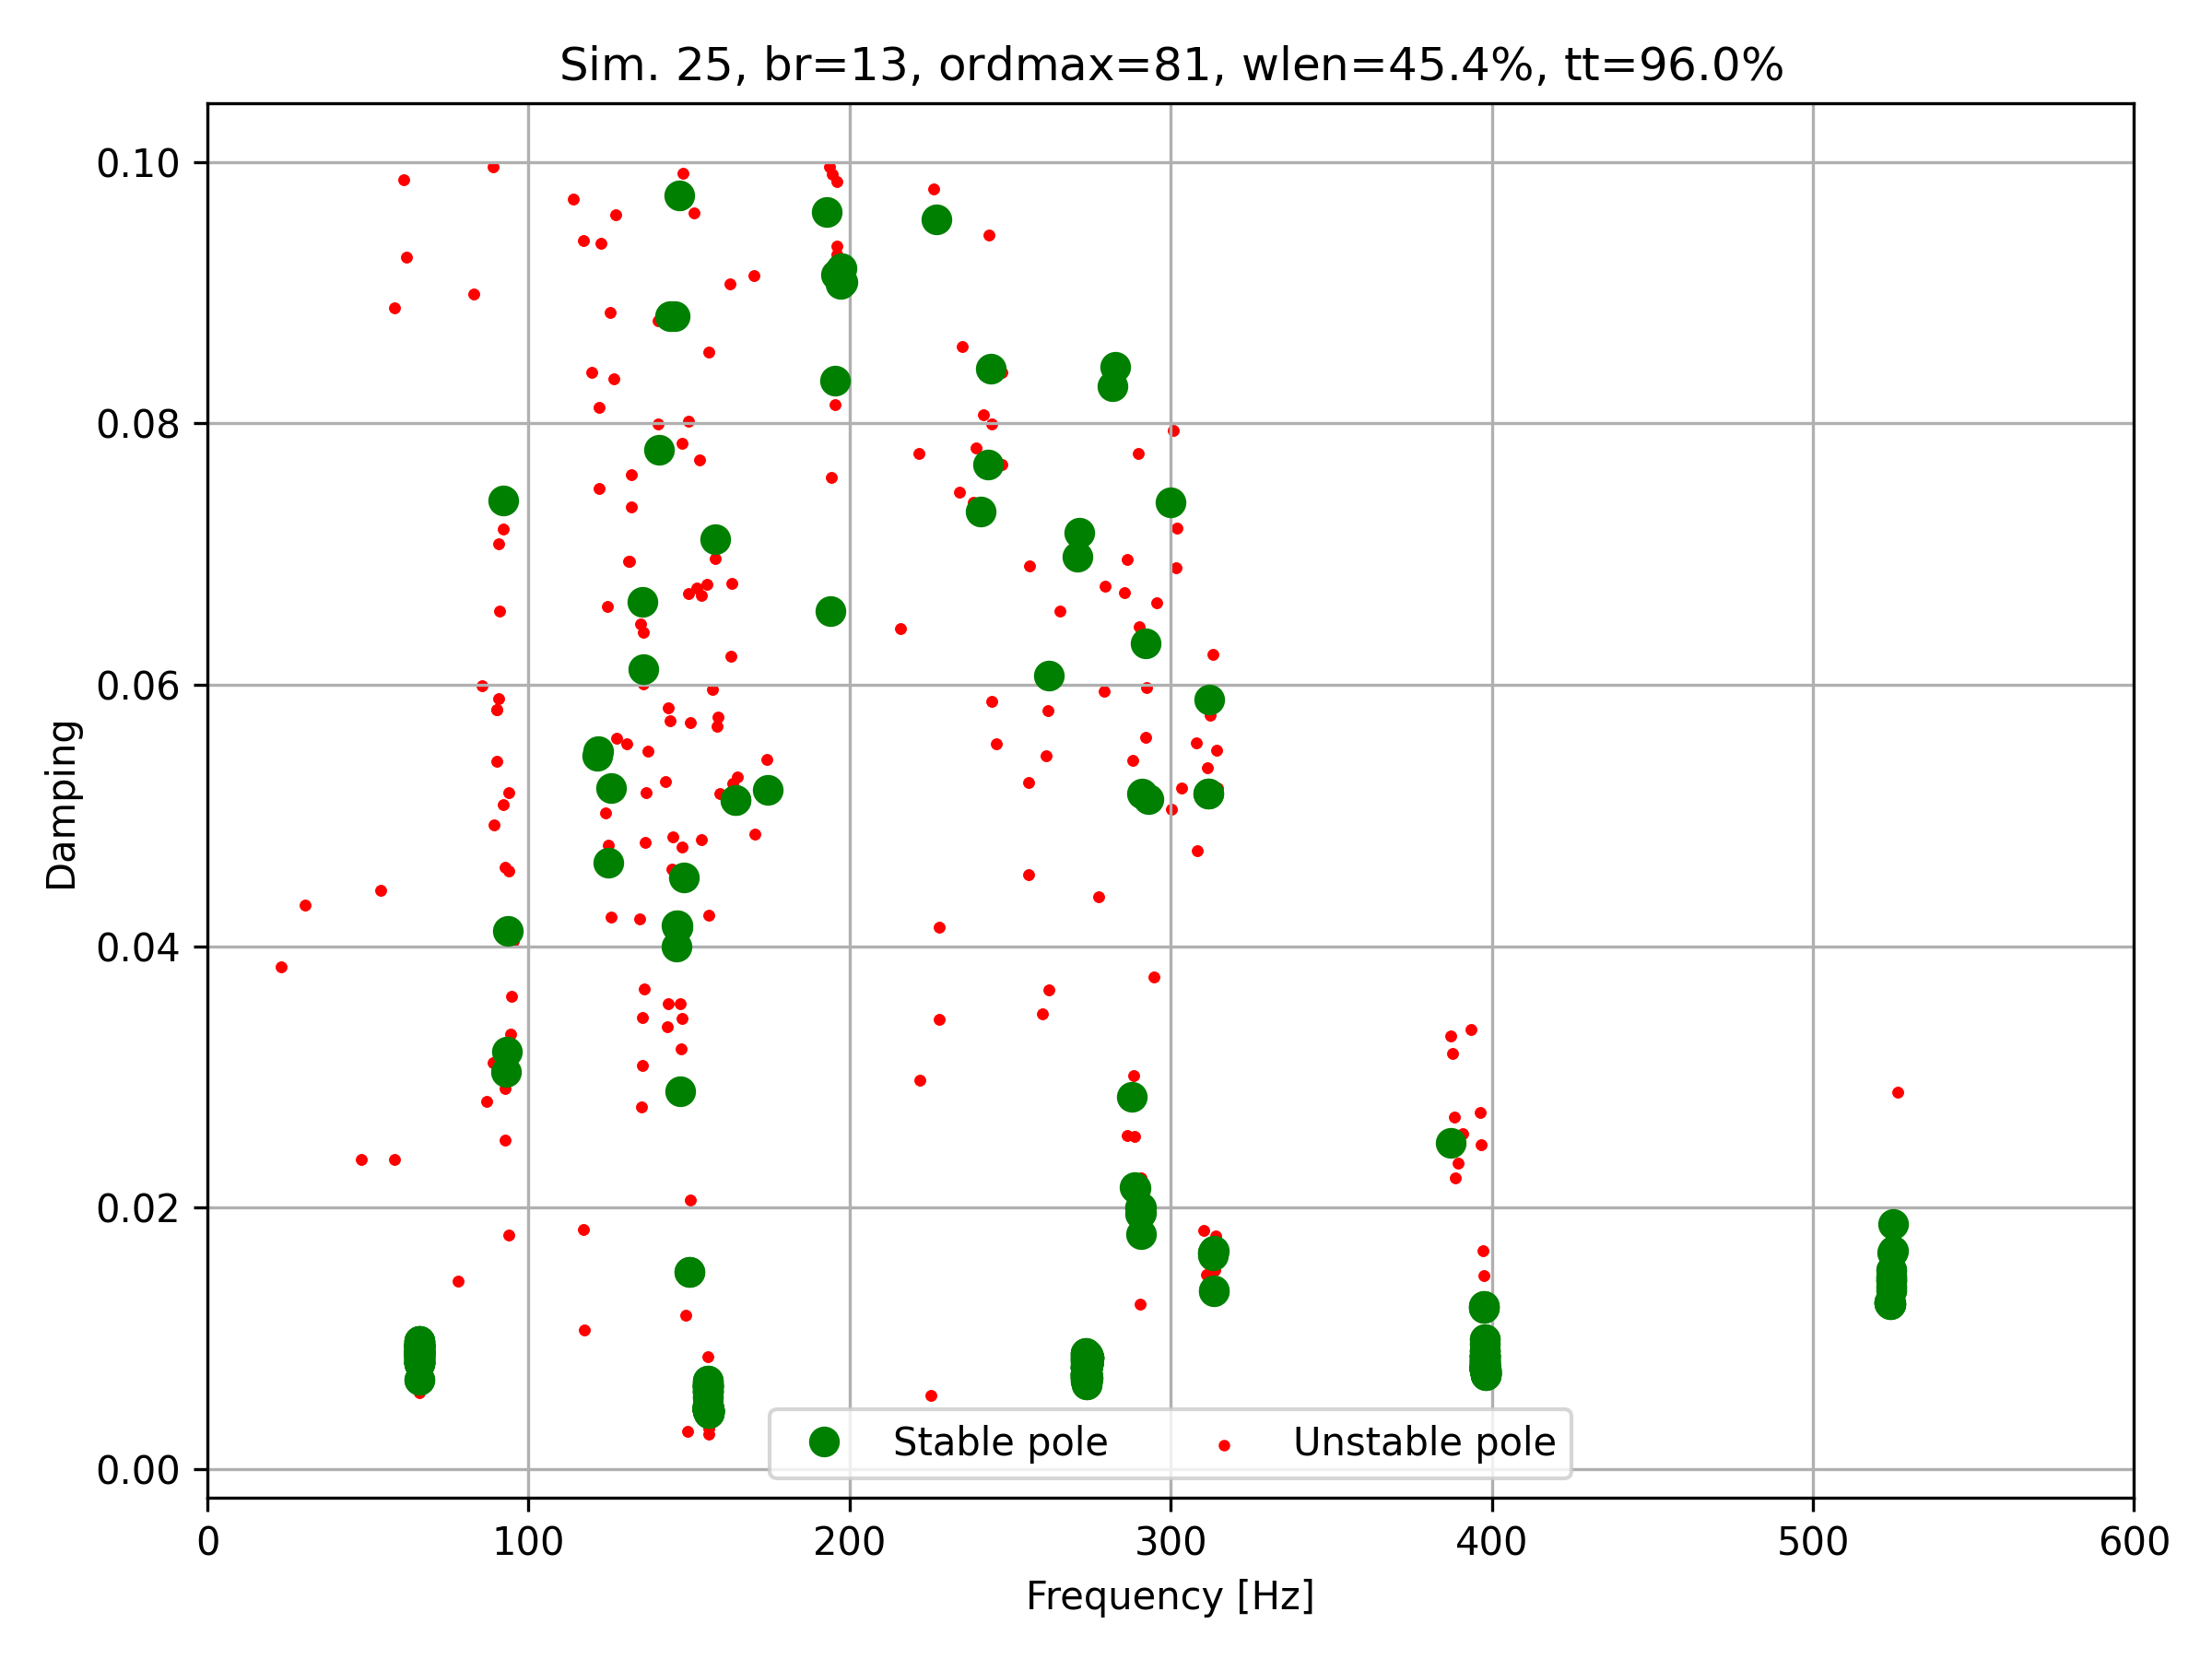 Sim. 25, br=13, ordmax=81, wlen=45.4%, tt=96.0%
0.10
0.08
0.06
0.04
0.02
0.00
Damping
Stable pole
Unstable pole
0
100
200
300
400
500
600
Frequency [Hz]